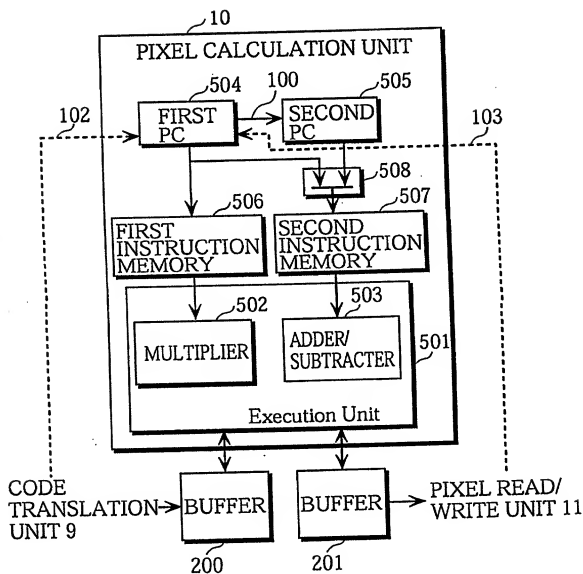 10
PIXEL CALCULATION UNIT
504
100
505
102
FIRST
PC
SECOND
PC
103
508
506
507
FIRST
INSTRUCTION
MEMORY
SECOND
INSTRUCTION
MEMORY
502
503
501
MULTIPLIER
ADDER/
SUBTRACTER
Execution Unit
CODE
TRANSLATION
UNIT 9
BUFFER
BUFFER
PIXEL READ/
WRITE UNIT 11
200
201